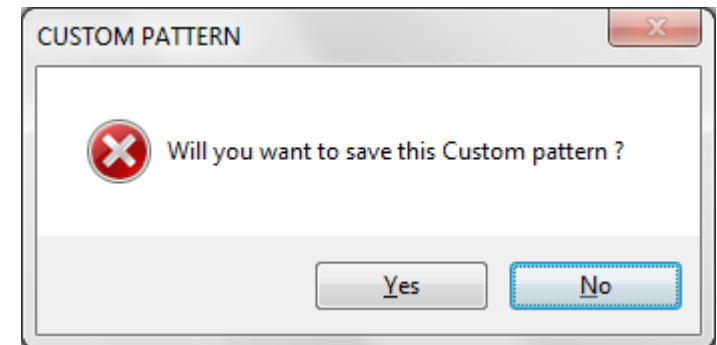 CUSTOM PATTERN
Will you want to save this Custom pattern ?
Yes
No